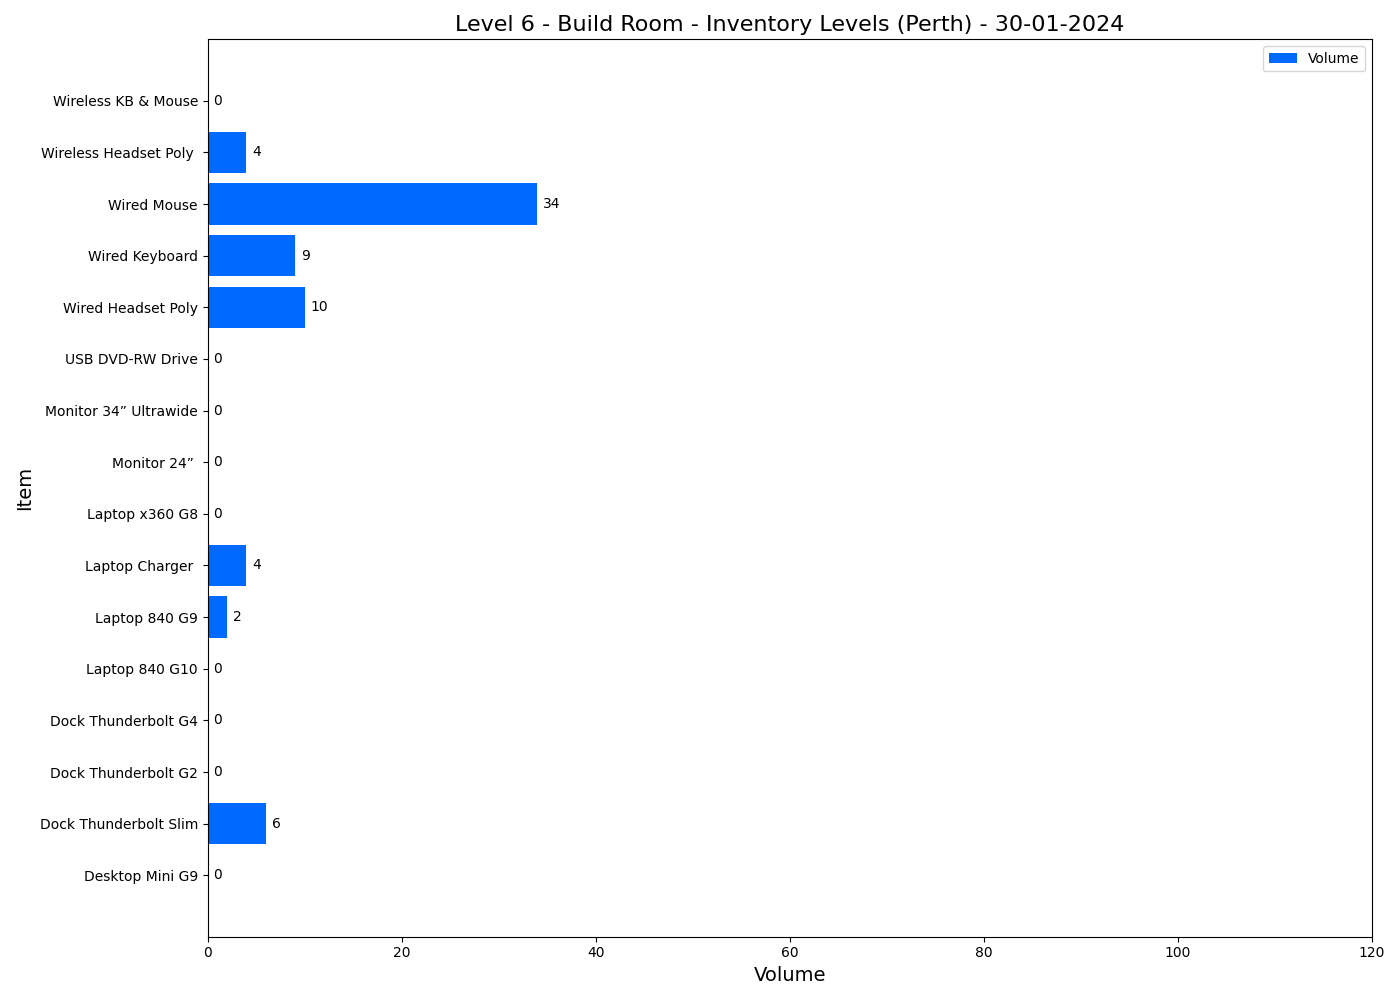 Level 6 - Build Room - Inventory Levels (Perth) - 30-01-2024
Volume
Wireless KB & Mouse 0
Wireless Headset Poly 4
Wired Mouse 34
Wired Keyboard 9
Wired Headset Poly 10
USB DVD-RW Drive 0
Monitor 34” Ultrawide 0
Monitor 24” 0
Laptop x360 G8 0
Laptop Charger 4
Laptop 840 G9 2
Laptop 840 G10 0
Dock Thunderbolt G4 0
Dock Thunderbolt G2 0
Dock Thunderbolt Slim 6
Desktop Mini G9 0
Item
0 20 40 60 80 100 120
Volume